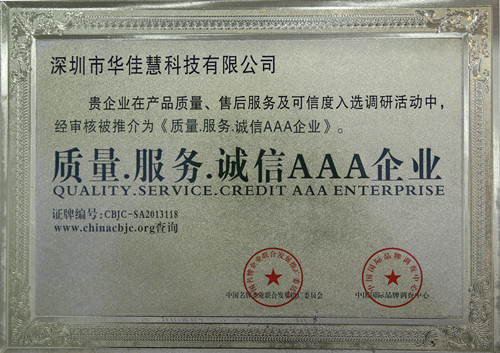 深圳市华佳慧科技有限公司
贵企业在产品质量、售后服务及可信度入选调研活动中,
经审核被推介为《质量.服务.诚信AAA企业》。
质量.服务.诚信AAA企业
QUALITY.SERVICE.CREDIT AAA ENTERPRISE
证牌编号:CBJC-SA2013118
www.chinacbjc.org查询
中国国际品牌调查中心